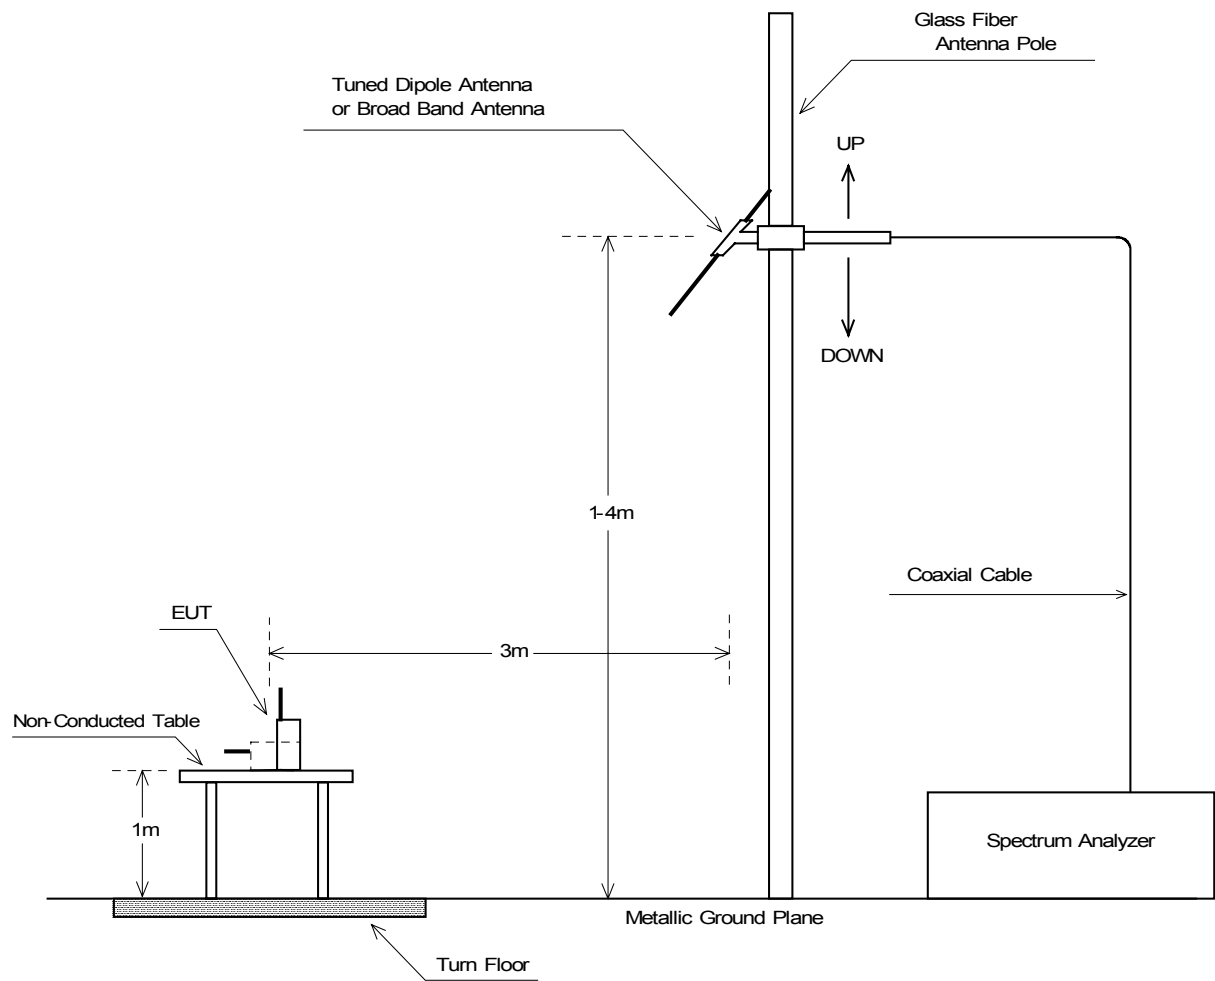 Glass Fiber
Antenna Pole
Tuned Dipole Antenna
or Broad Band Antenna
UP
DOWN
1-4m
Coaxial Cable
EUT
3m
Non-Conducted Table
1m
Spectrum Analyzer
Metallic Ground Plane
Turn Floor